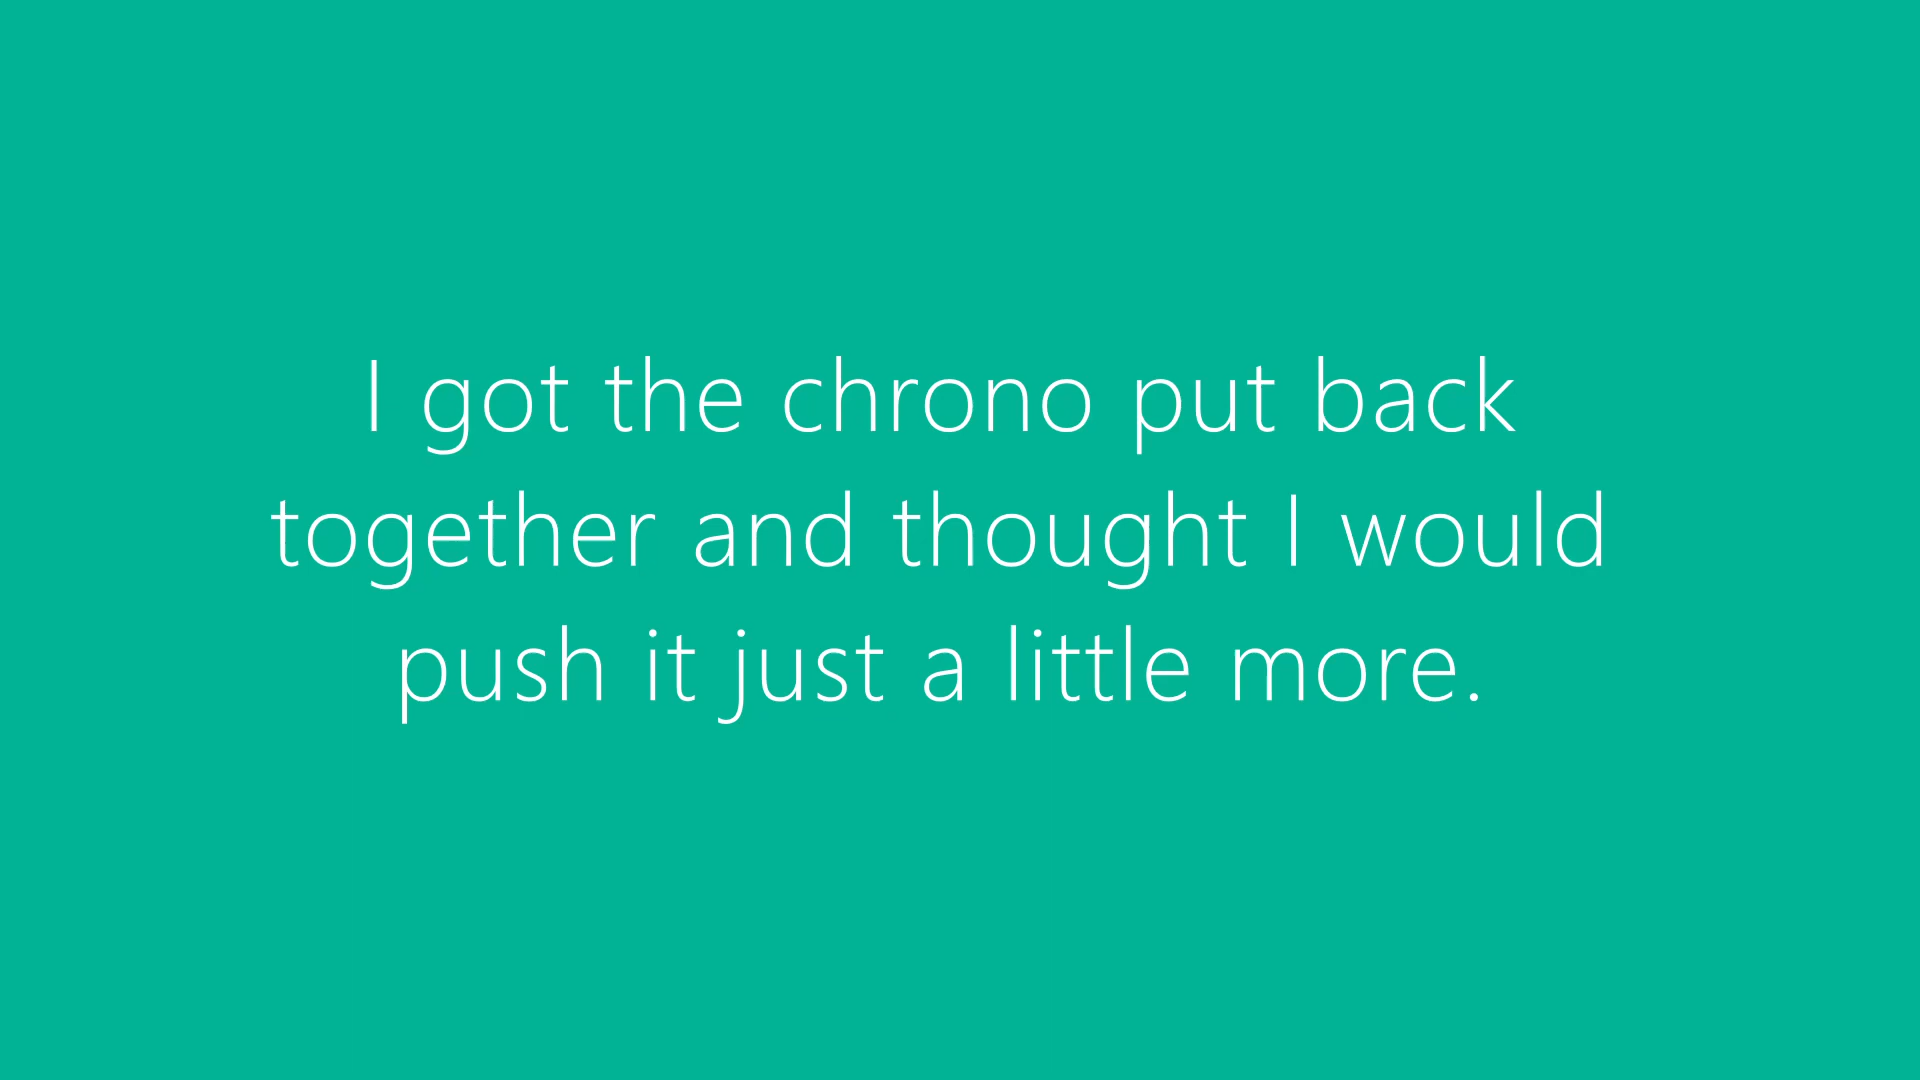 I got the chrono put back
together and thought I would
push it just a little more.